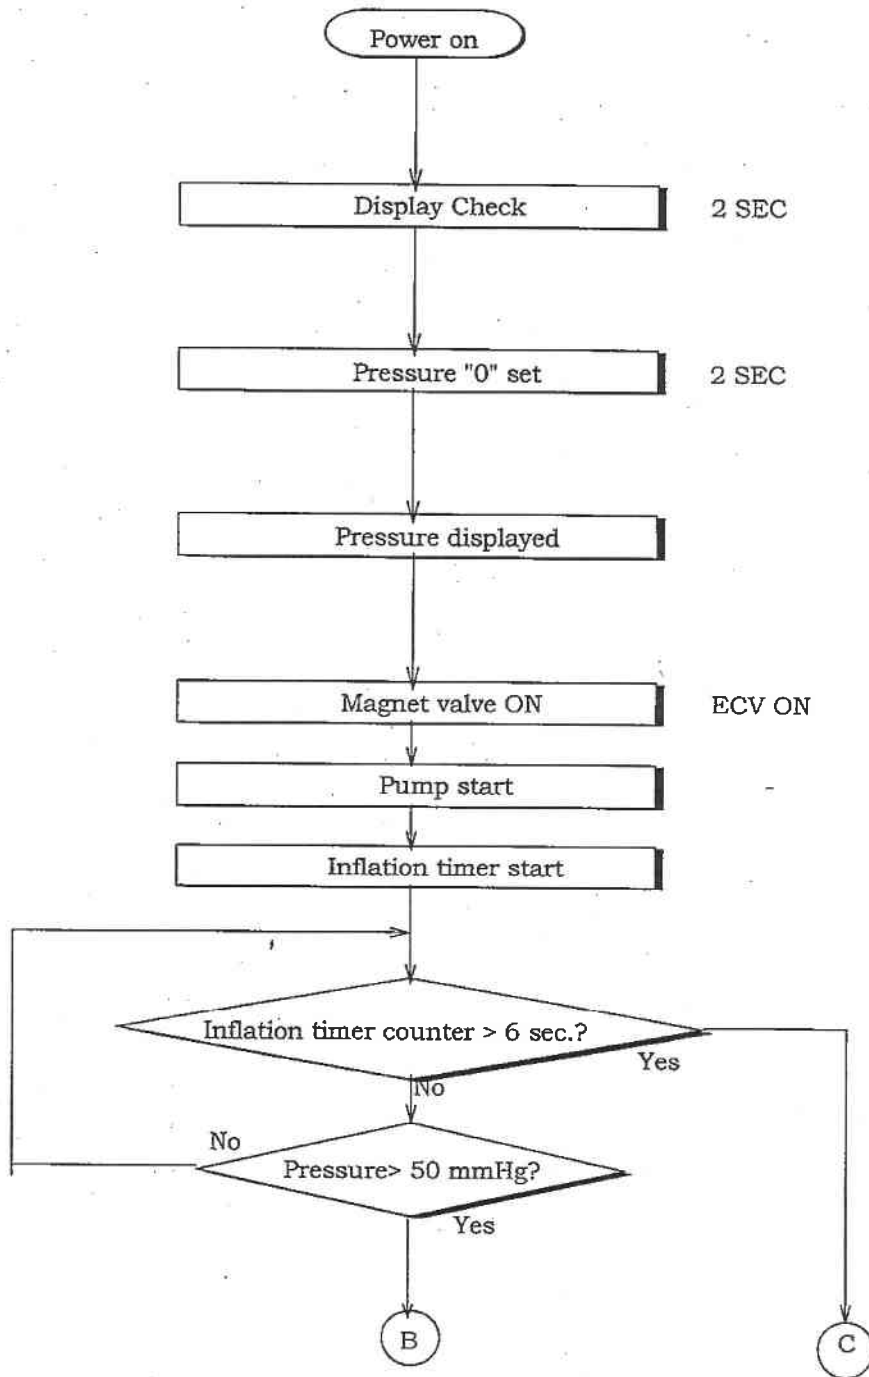 Power on
Display Check 2 SEC
Pressure "0" set 2 SEC
Pressure displayed
Magnet valve ON ECV ON
Pump start
Inflation timer start
Inflation timer counter > 6 sec.?
Yes
No
No
Pressure> 50 mmHg?
Yes
B
C